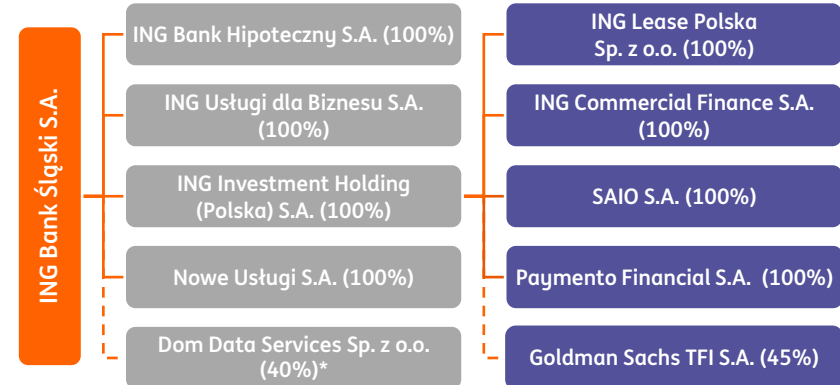 ING Bank Śląski S.A.
ING Bank Hipoteczny S.A. (100%)
ING Usługi dla Biznesu S.A.
(100%)
ING Investment Holding
(Polska) S.A. (100%)
Nowe Usługi S.A. (100%)
Dom Data Services Sp. z o.o.
(40%)*
ING Lease Polska
Sp. z o.o. (100%)
ING Commercial Finance S.A.
(100%)
SAIO S.A. (100%)
Paymento Financial S.A. (100%)
Goldman Sachs TFI S.A. (45%)